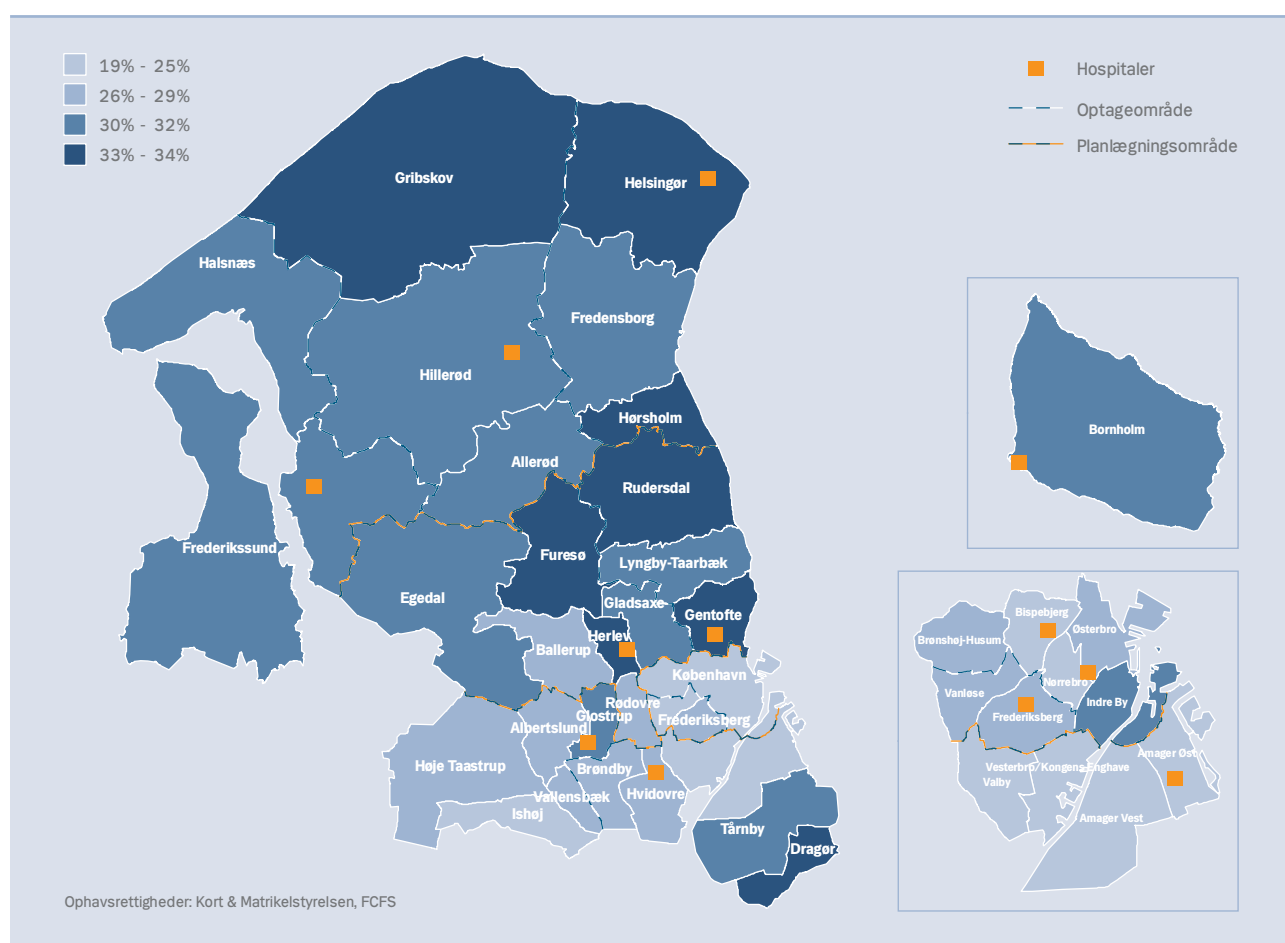 19% - 25%
26% - 29%
30% - 32%
33% - 34%
Hospitaler
Optageområde
Planlægningsområde
Gribskov
Helsingør
Halsnæs
Fredensborg
Hillerød
Hørsholm
Allerød
Rudersdal
Frederikssund
Furesø
Lyngby-Taarbæk
Egedal
Gladsaxe
Gentofte
Herlev
Ballerup
København
Rødovre
Glostrup
Frederiksberg
Albertslund
Høje Taastrup
Brøndby
Vallensbæk
Hvidovre
Ishøj
Tårnby
Dragør
Bornholm
Bispebjerg
Østerbro
Brønshøj-Husum
Nørrebro
Vanløse
Indre By
Frederiksberg
Amager Øst
Vesterbro/Kongens Enghave
Valby
Amager Vest
Ophavsrettigheder: Kort & Matrikelstyrelsen, FCFS